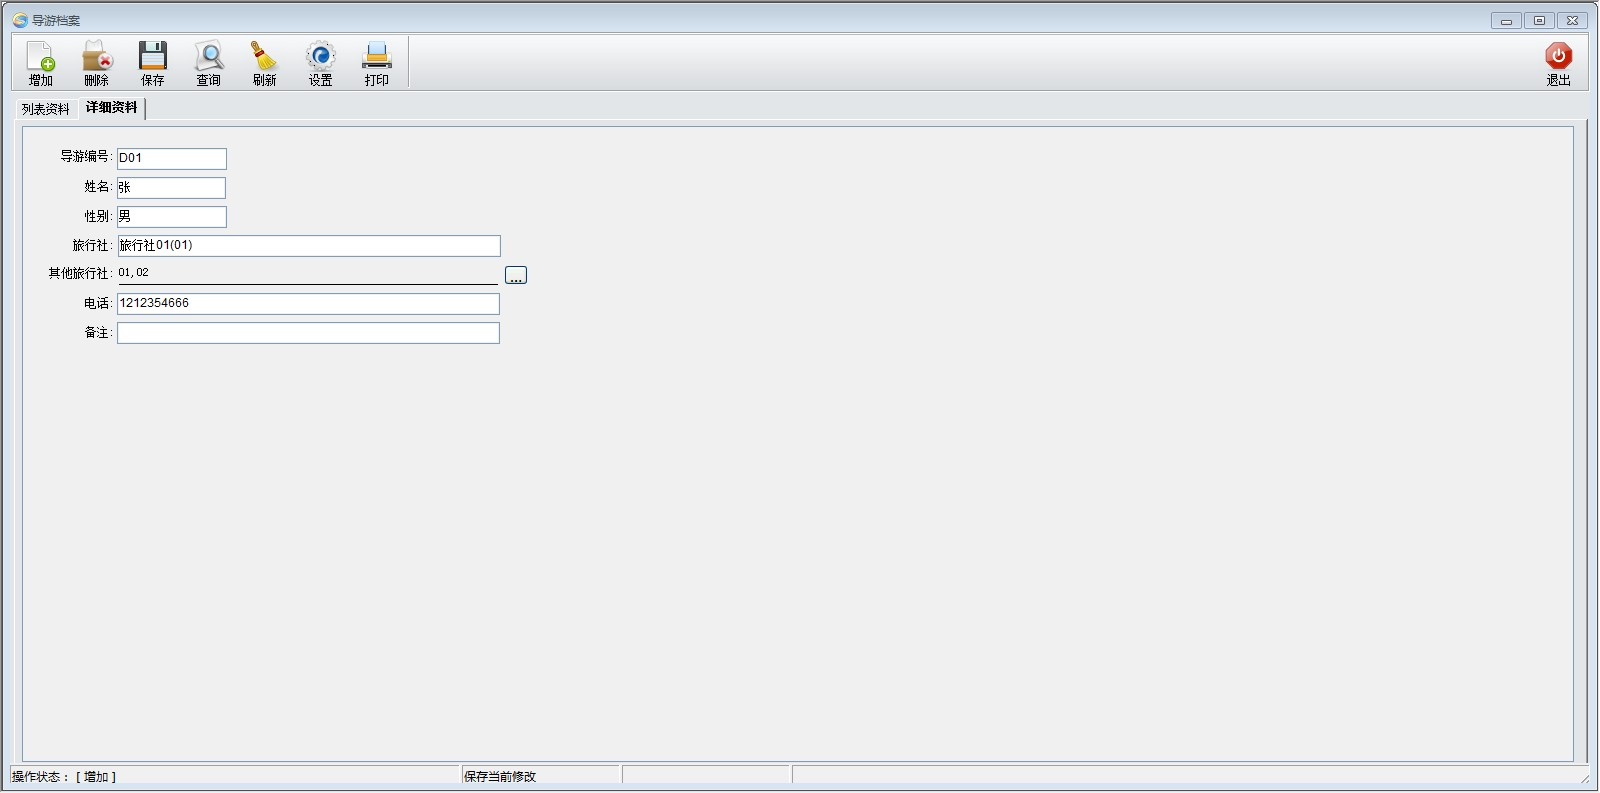 导游档案
增加 删除 保存 查询 刷新 设置 打印 退出
列表资料 详细资料
导游编号: D01
姓名: 张
性别: 男
旅行社: 旅行社01(01)
其他旅行社: 01,02 ...
电话: 1212354666
备注:
操作状态： [ 增加 ] 保存当前修改